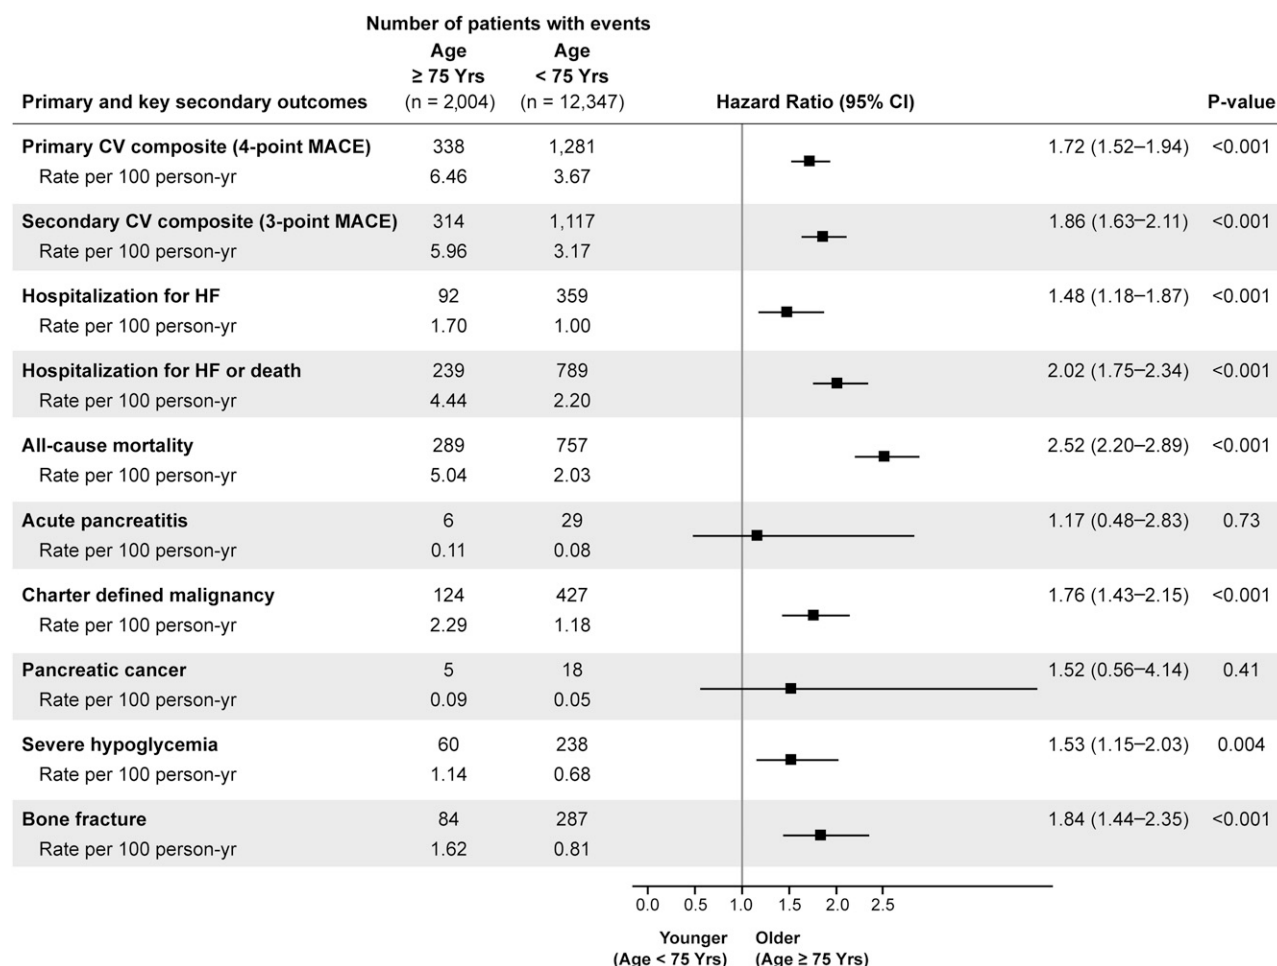 Number of patients with events
Age Age
≥ 75 Yrs < 75 Yrs
Primary and key secondary outcomes (n = 2,004) (n = 12,347) Hazard Ratio (95% CI) P-value
Primary CV composite (4-point MACE) 338 1,281 1.72 (1.52–1.94) <0.001
Rate per 100 person-yr 6.46 3.67
Secondary CV composite (3-point MACE) 314 1,117 1.86 (1.63–2.11) <0.001
Rate per 100 person-yr 5.96 3.17
Hospitalization for HF 92 359 1.48 (1.18–1.87) <0.001
Rate per 100 person-yr 1.70 1.00
Hospitalization for HF or death 239 789 2.02 (1.75–2.34) <0.001
Rate per 100 person-yr 4.44 2.20
All-cause mortality 289 757 2.52 (2.20–2.89) <0.001
Rate per 100 person-yr 5.04 2.03
Acute pancreatitis 6 29 1.17 (0.48–2.83) 0.73
Rate per 100 person-yr 0.11 0.08
Charter defined malignancy 124 427 1.76 (1.43–2.15) <0.001
Rate per 100 person-yr 2.29 1.18
Pancreatic cancer 5 18 1.52 (0.56–4.14) 0.41
Rate per 100 person-yr 0.09 0.05
Severe hypoglycemia 60 238 1.53 (1.15–2.03) 0.004
Rate per 100 person-yr 1.14 0.68
Bone fracture 84 287 1.84 (1.44–2.35) <0.001
Rate per 100 person-yr 1.62 0.81
0.0 0.5 1.0 1.5 2.0 2.5
Younger Older
(Age < 75 Yrs) (Age ≥ 75 Yrs)